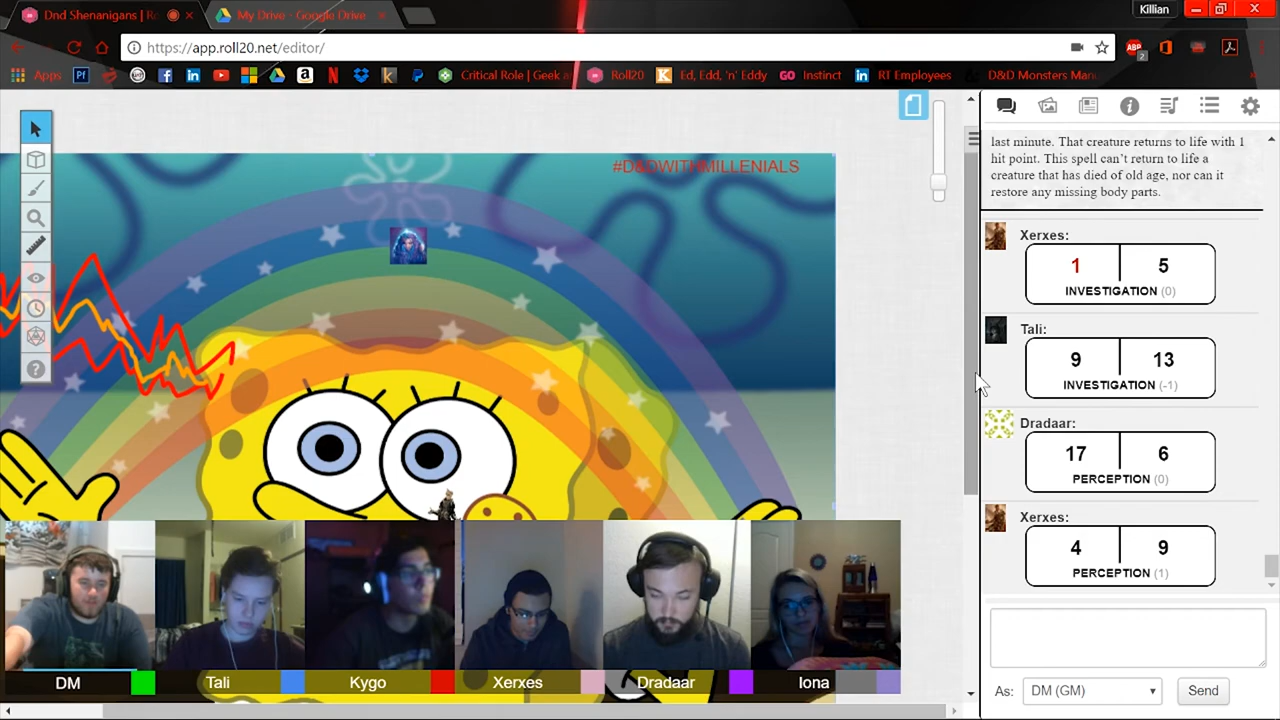 Dnd Shenanigans | Ro
My Drive - Google Drive
Killian
https://app.roll20.net/editor/
ABP
2
Apps
Critical Role | Geek a
Roll20
Ed, Edd, 'n' Eddy
GO Instinct
RT Employees
D&D Monsters Man
#D&DWITHMILLENIALS
last minute. That creature returns to life with 1
hit point. This spell can't return to life a
creature that has died of old age, nor can it
restore any missing body parts.
Xerxes:
1 5
INVESTIGATION (0)
Tali:
9 13
INVESTIGATION (-1)
Dradaar:
17 6
PERCEPTION (0)
Xerxes:
4 9
PERCEPTION (1)
DM
Tali
Kygo
Xerxes
Dradaar
Iona
As: DM (GM) Send